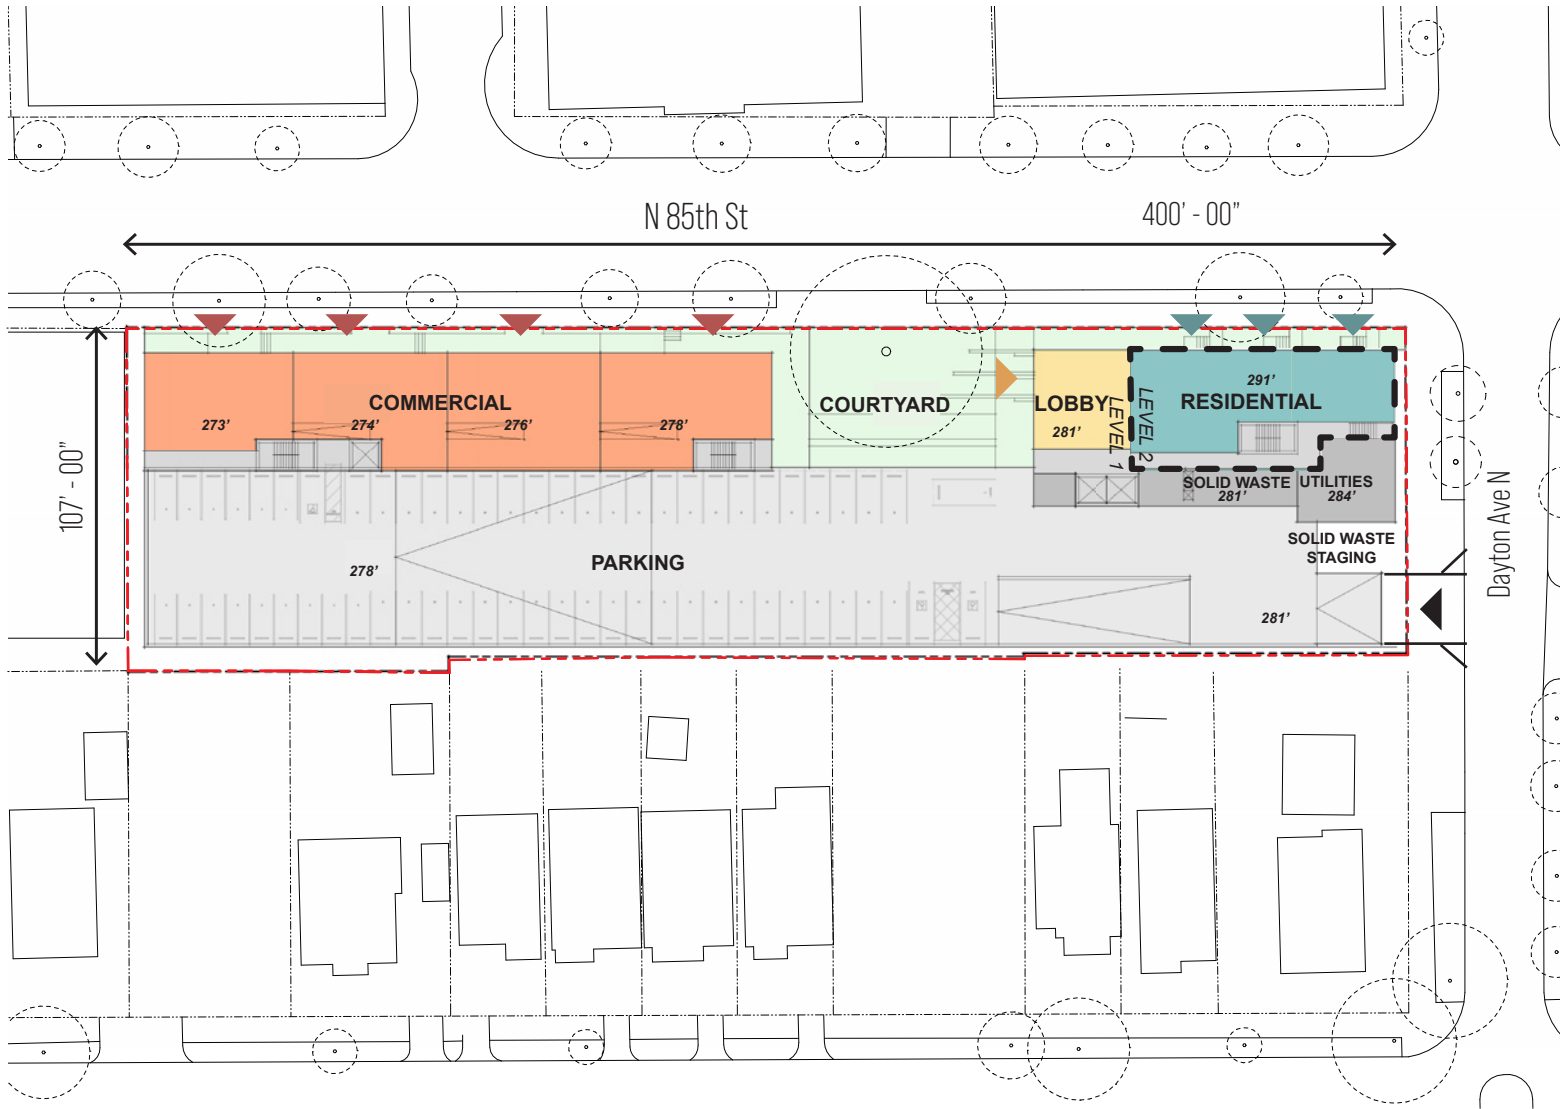 N 85th St
400' - 00"
107' - 00"
COMMERCIAL
273'
274'
276'
278'
COURTYARD
LOBBY
281'
LEVEL 1
LEVEL 2
291'
RESIDENTIAL
SOLID WASTE
281'
UTILITIES
284'
SOLID WASTE
STAGING
PARKING
278'
281'
Dayton Ave N